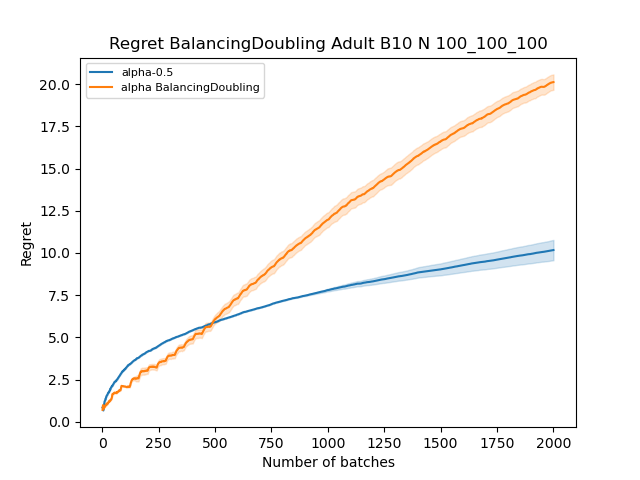 Regret BalancingDoubling Adult B10 N 100_100_100
alpha-0.5
alpha BalancingDoubling
Regret
20.0
17.5
15.0
12.5
10.0
7.5
5.0
2.5
0.0
0 250 500 750 1000 1250 1500 1750 2000
Number of batches